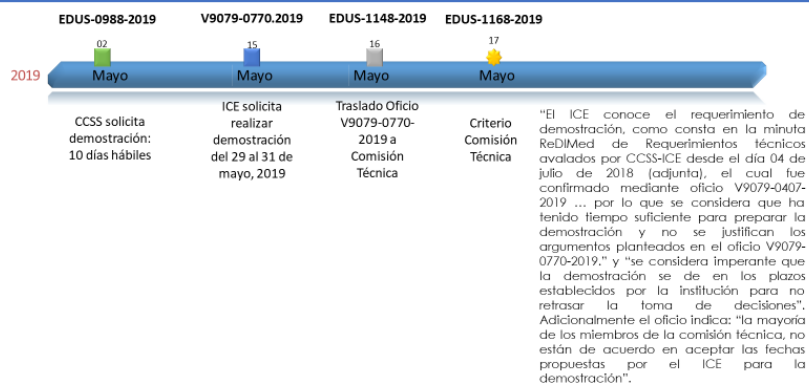 EDUS-0988-2019
V9079-0770.2019
EDUS-1148-2019
EDUS-1168-2019
02
15
16
17
2019
Mayo
Mayo
Mayo
Mayo
CCSS solicita
demostración:
10 días hábiles
ICE solicita
realizar
demostración
del 29 al 31 de
mayo, 2019
Traslado Oficio
V9079-0770-
2019 a
Comisión
Técnica
Criterio
Comisión
Técnica
“El ICE conoce el requerimiento de
demostración, como consta en la minuta
ReDIMed de Requerimientos técnicos
avalados por CCSS-ICE desde el día 04 de
julio de 2018 (adjunta), el cual fue
confirmado mediante oficio V9079-0407-
2019 … por lo que se considera que ha
tenido tiempo suficiente para preparar la
demostración y no se justifican los
argumentos planteados en el oficio V9079-
0770-2019.” y “se considera imperante que
la demostración se de en los plazos
establecidos por la institución para no
retrasar la toma de decisiones”.
Adicionalmente el oficio indica: “la mayoría
de los miembros de la comisión técnica, no
están de acuerdo en aceptar las fechas
propuestas por el ICE para la
demostración”.